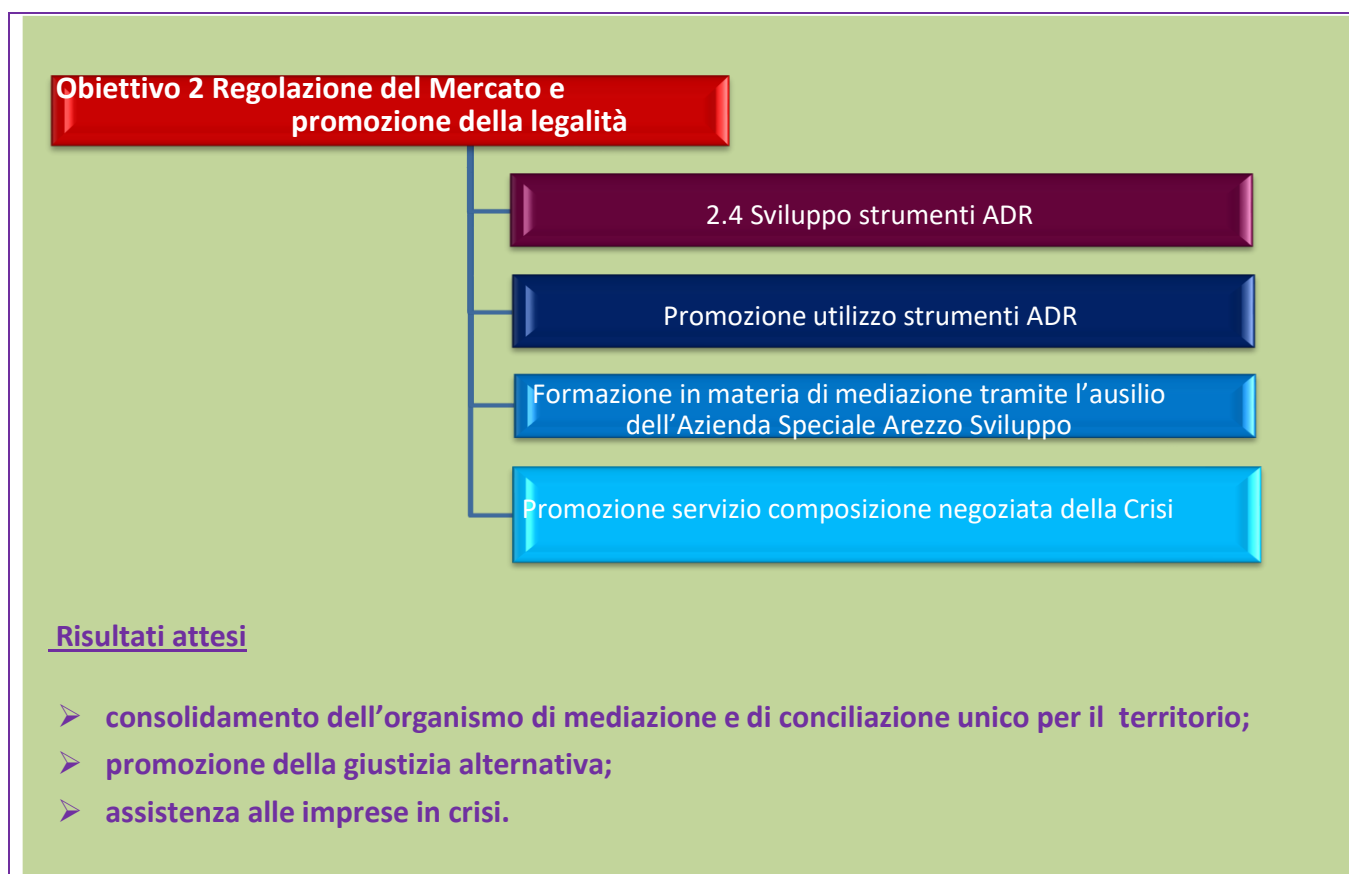 Obiettivo 2 Regolazione del Mercato e
promozione della legalità
2.4 Sviluppo strumenti ADR
Promozione utilizzo strumenti ADR
Formazione in materia di mediazione tramite l’ausilio
dell’Azienda Speciale Arezzo Sviluppo
Promozione servizio composizione negoziata della Crisi
Risultati attesi
➢ consolidamento dell’organismo di mediazione e di conciliazione unico per il territorio;
➢ promozione della giustizia alternativa;
➢ assistenza alle imprese in crisi.